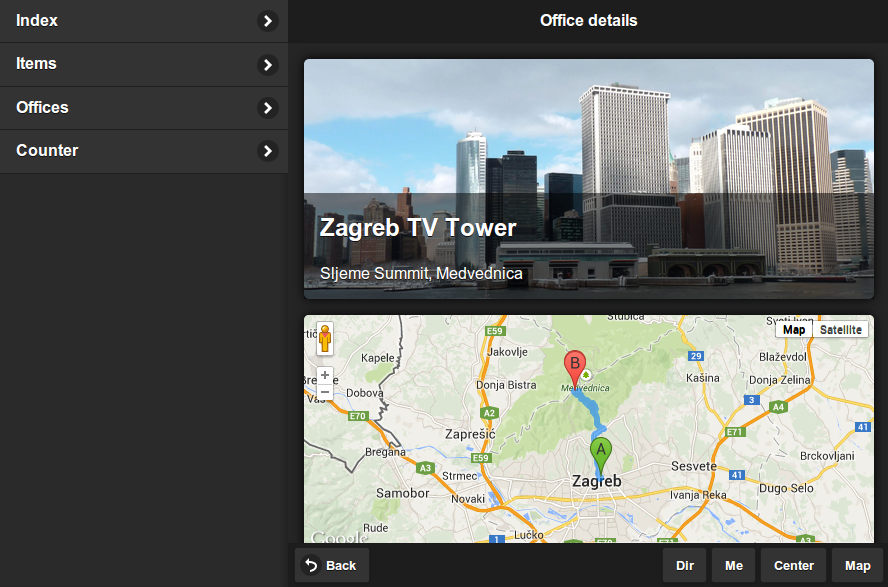 Index
Items
Offices
Counter
Office details
Zagreb TV Tower
Sljeme Summit, Medvednica
Stubica
Map
Satellite
E59
Jakovlje
Kapele
29
Blaževdol
B
Kašina
Donja Zelina
Donja Bistra
Medvednica
Dobova
3
A4
E70
A2
41
Zaprešić
E71
A
Bregana
E59
Brckovljani
A3
Strmec
Sesvete
41
Zagreb
Samobor
Novaki
Ivanja Reka
Dugo Selo
Rude
Google
Lučko
1
E70
E71
A3
Back
Dir
Me
Center
Map